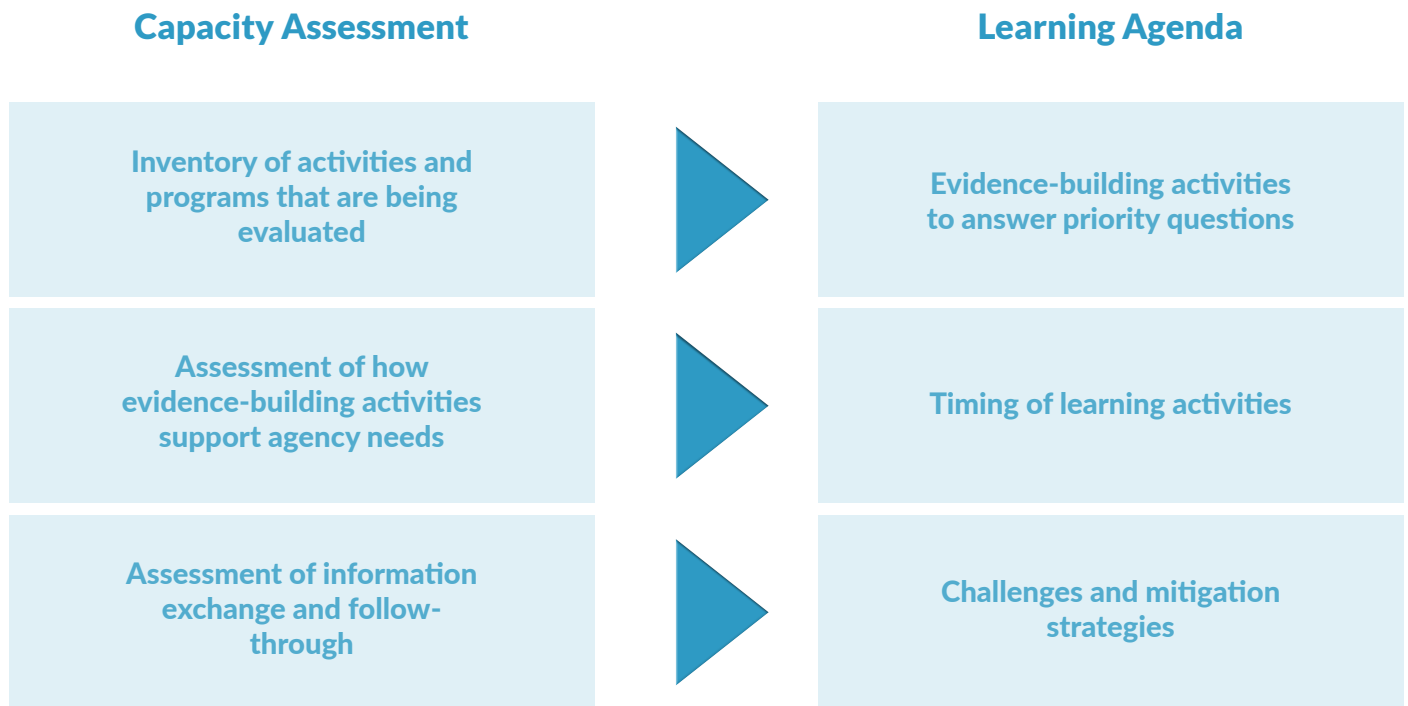 Capacity Assessment
Learning Agenda
Inventory of activities and
programs that are being
evaluated
Evidence-building activities
to answer priority questions
Assessment of how
evidence-building activities
support agency needs
Timing of learning activities
Assessment of information
exchange and follow-
through
Challenges and mitigation
strategies